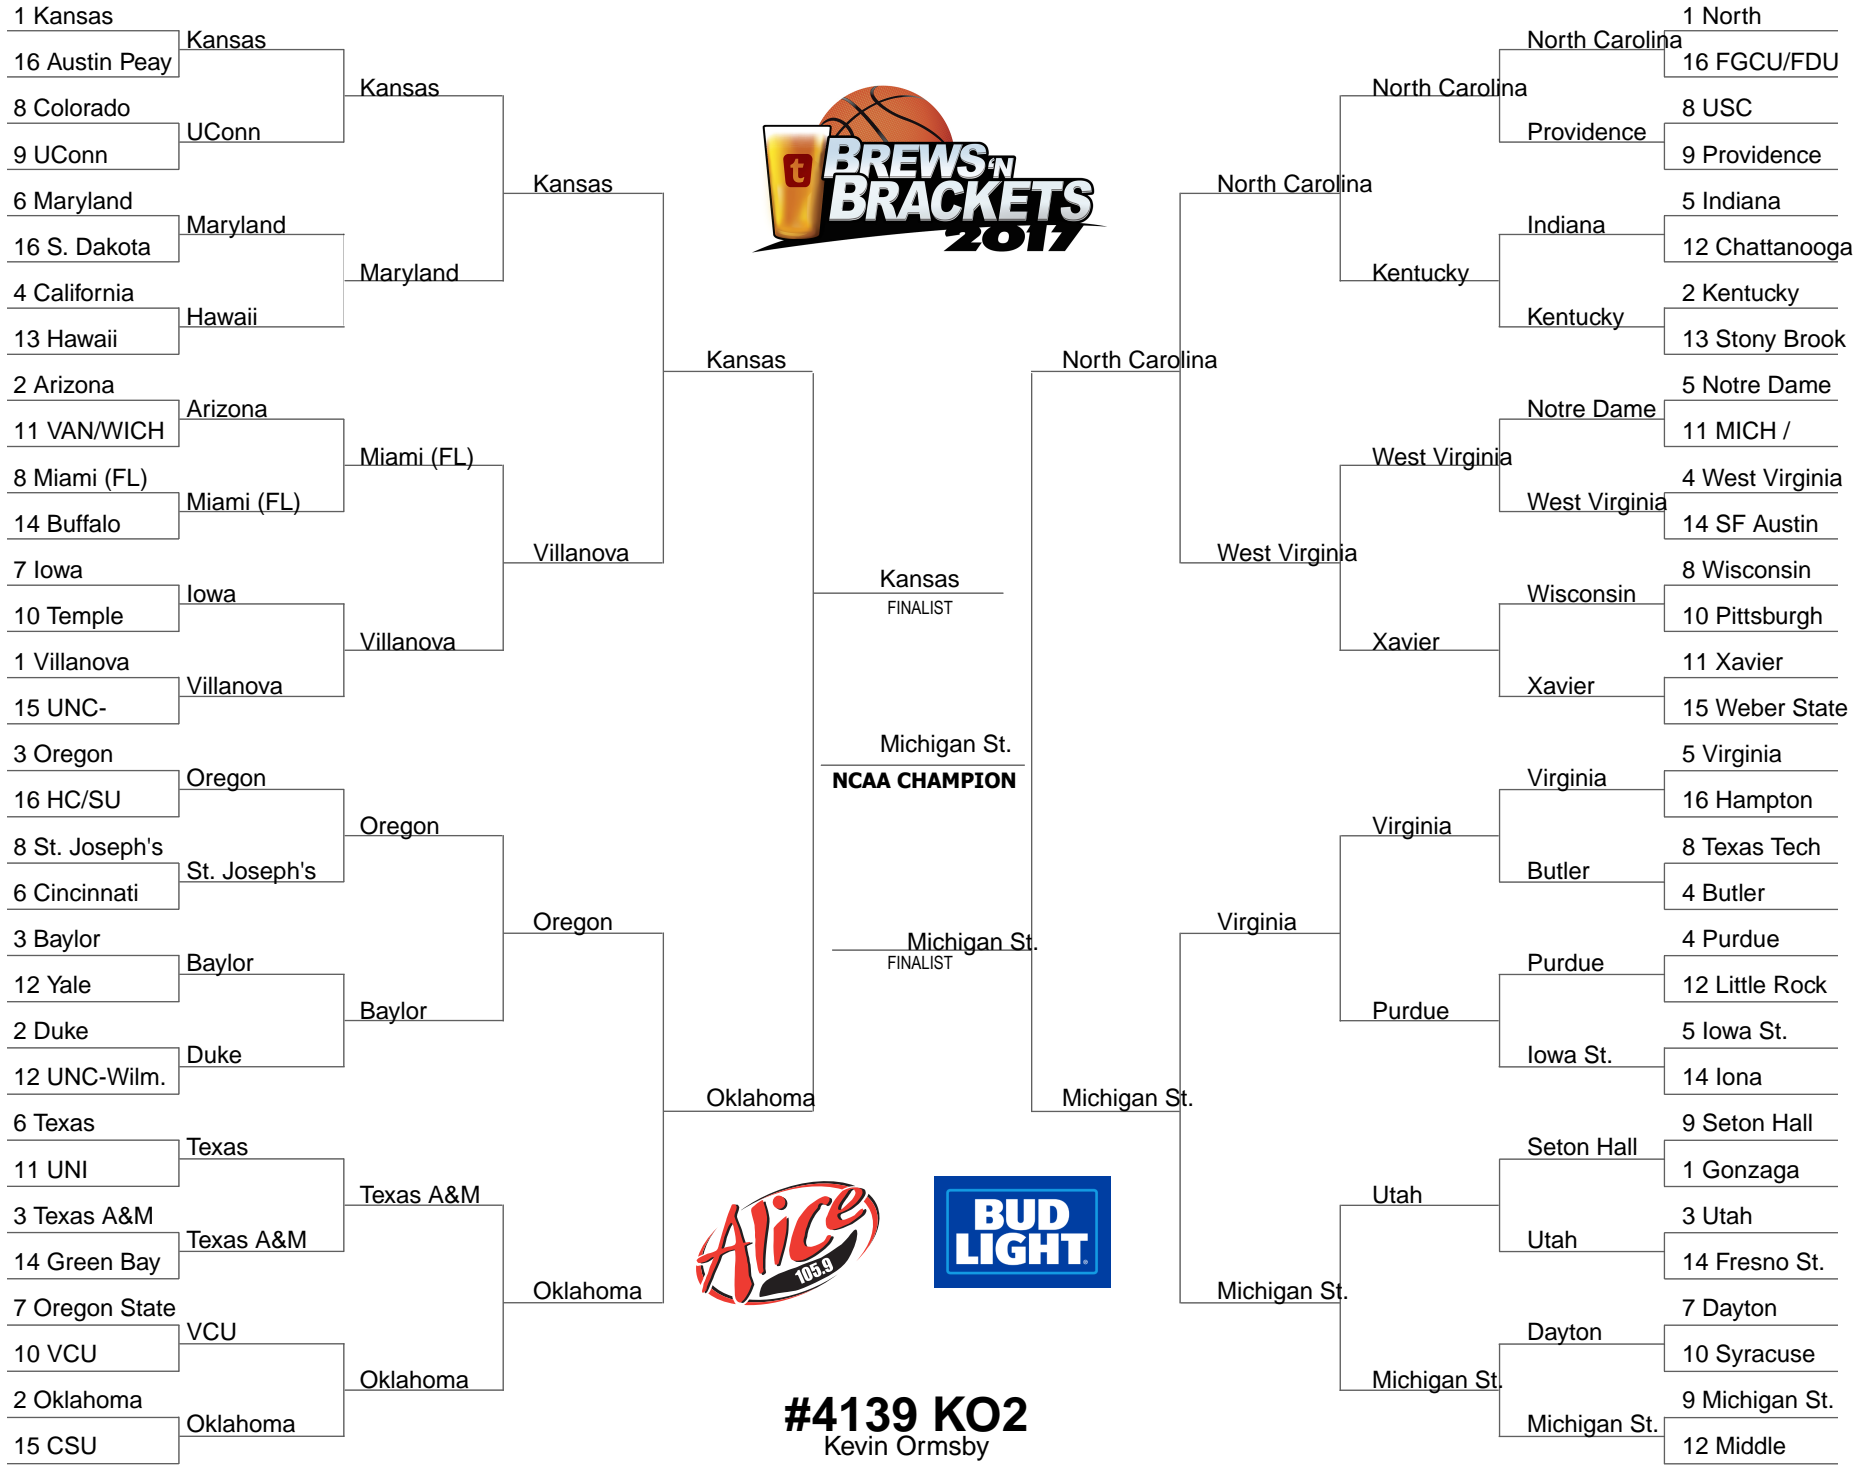 1 Kansas
16 Austin Peay
8 Colorado
9 UConn
6 Maryland
16 S. Dakota
4 California
13 Hawaii
2 Arizona
11 VAN/WICH
8 Miami (FL)
14 Buffalo
7 Iowa
10 Temple
1 Villanova
15 UNC-
3 Oregon
16 HC/SU
8 St. Joseph's
6 Cincinnati
3 Baylor
12 Yale
2 Duke
12 UNC-Wilm.
6 Texas
11 UNI
3 Texas A&M
14 Green Bay
7 Oregon State
10 VCU
2 Oklahoma
15 CSU
Kansas
UConn
Maryland
Hawaii
Arizona
Miami (FL)
Iowa
Villanova
Oregon
St. Joseph's
Baylor
Duke
Texas
Texas A&M
VCU
Oklahoma
Kansas
Maryland
Miami (FL)
Villanova
Oregon
Baylor
Texas A&M
Oklahoma
Kansas
Villanova
Oregon
Oklahoma
Kansas
Oklahoma
t
BREWS 'N
BRACKETS
2017
Kansas
FINALIST
Michigan St.
NCAA CHAMPION
Michigan St.
FINALIST
Alice
105.9
BUD
LIGHT
#4139 KO2
Kevin Ormsby
North Carolina
Michigan St.
North Carolina
West Virginia
Virginia
Michigan St.
North Carolina
Kentucky
West Virginia
Xavier
Virginia
Purdue
Utah
Michigan St.
North Carolina
Providence
Indiana
Kentucky
Notre Dame
West Virginia
Wisconsin
Xavier
Virginia
Butler
Purdue
Iowa St.
Seton Hall
Utah
Dayton
Michigan St.
1 North
16 FGCU/FDU
8 USC
9 Providence
5 Indiana
12 Chattanooga
2 Kentucky
13 Stony Brook
5 Notre Dame
11 MICH /
4 West Virginia
14 SF Austin
8 Wisconsin
10 Pittsburgh
11 Xavier
15 Weber State
5 Virginia
16 Hampton
8 Texas Tech
4 Butler
4 Purdue
12 Little Rock
5 Iowa St.
14 Iona
9 Seton Hall
1 Gonzaga
3 Utah
14 Fresno St.
7 Dayton
10 Syracuse
9 Michigan St.
12 Middle